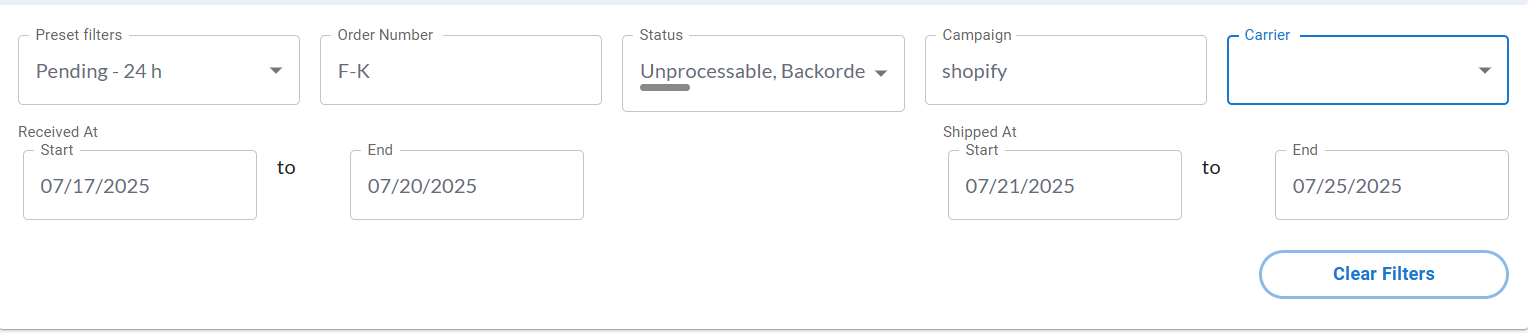 Preset filters
Pending - 24 h
Order Number
F-K
Status
Unprocessable, Backorde
Campaign
shopify
Carrier
Received At
Start
07/17/2025
to
End
07/20/2025
Shipped At
Start
07/21/2025
to
End
07/25/2025
Clear Filters